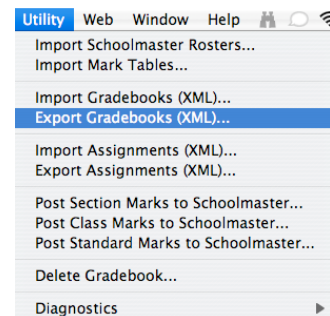 Utility Web Window Help
Import Schoolmaster Rosters...
Import Mark Tables...
Import Gradebooks (XML)...
Export Gradebooks (XML)...
Import Assignments (XML)...
Export Assignments (XML)...
Post Section Marks to Schoolmaster...
Post Class Marks to Schoolmaster...
Post Standard Marks to Schoolmaster...
Delete Gradebook...
Diagnostics